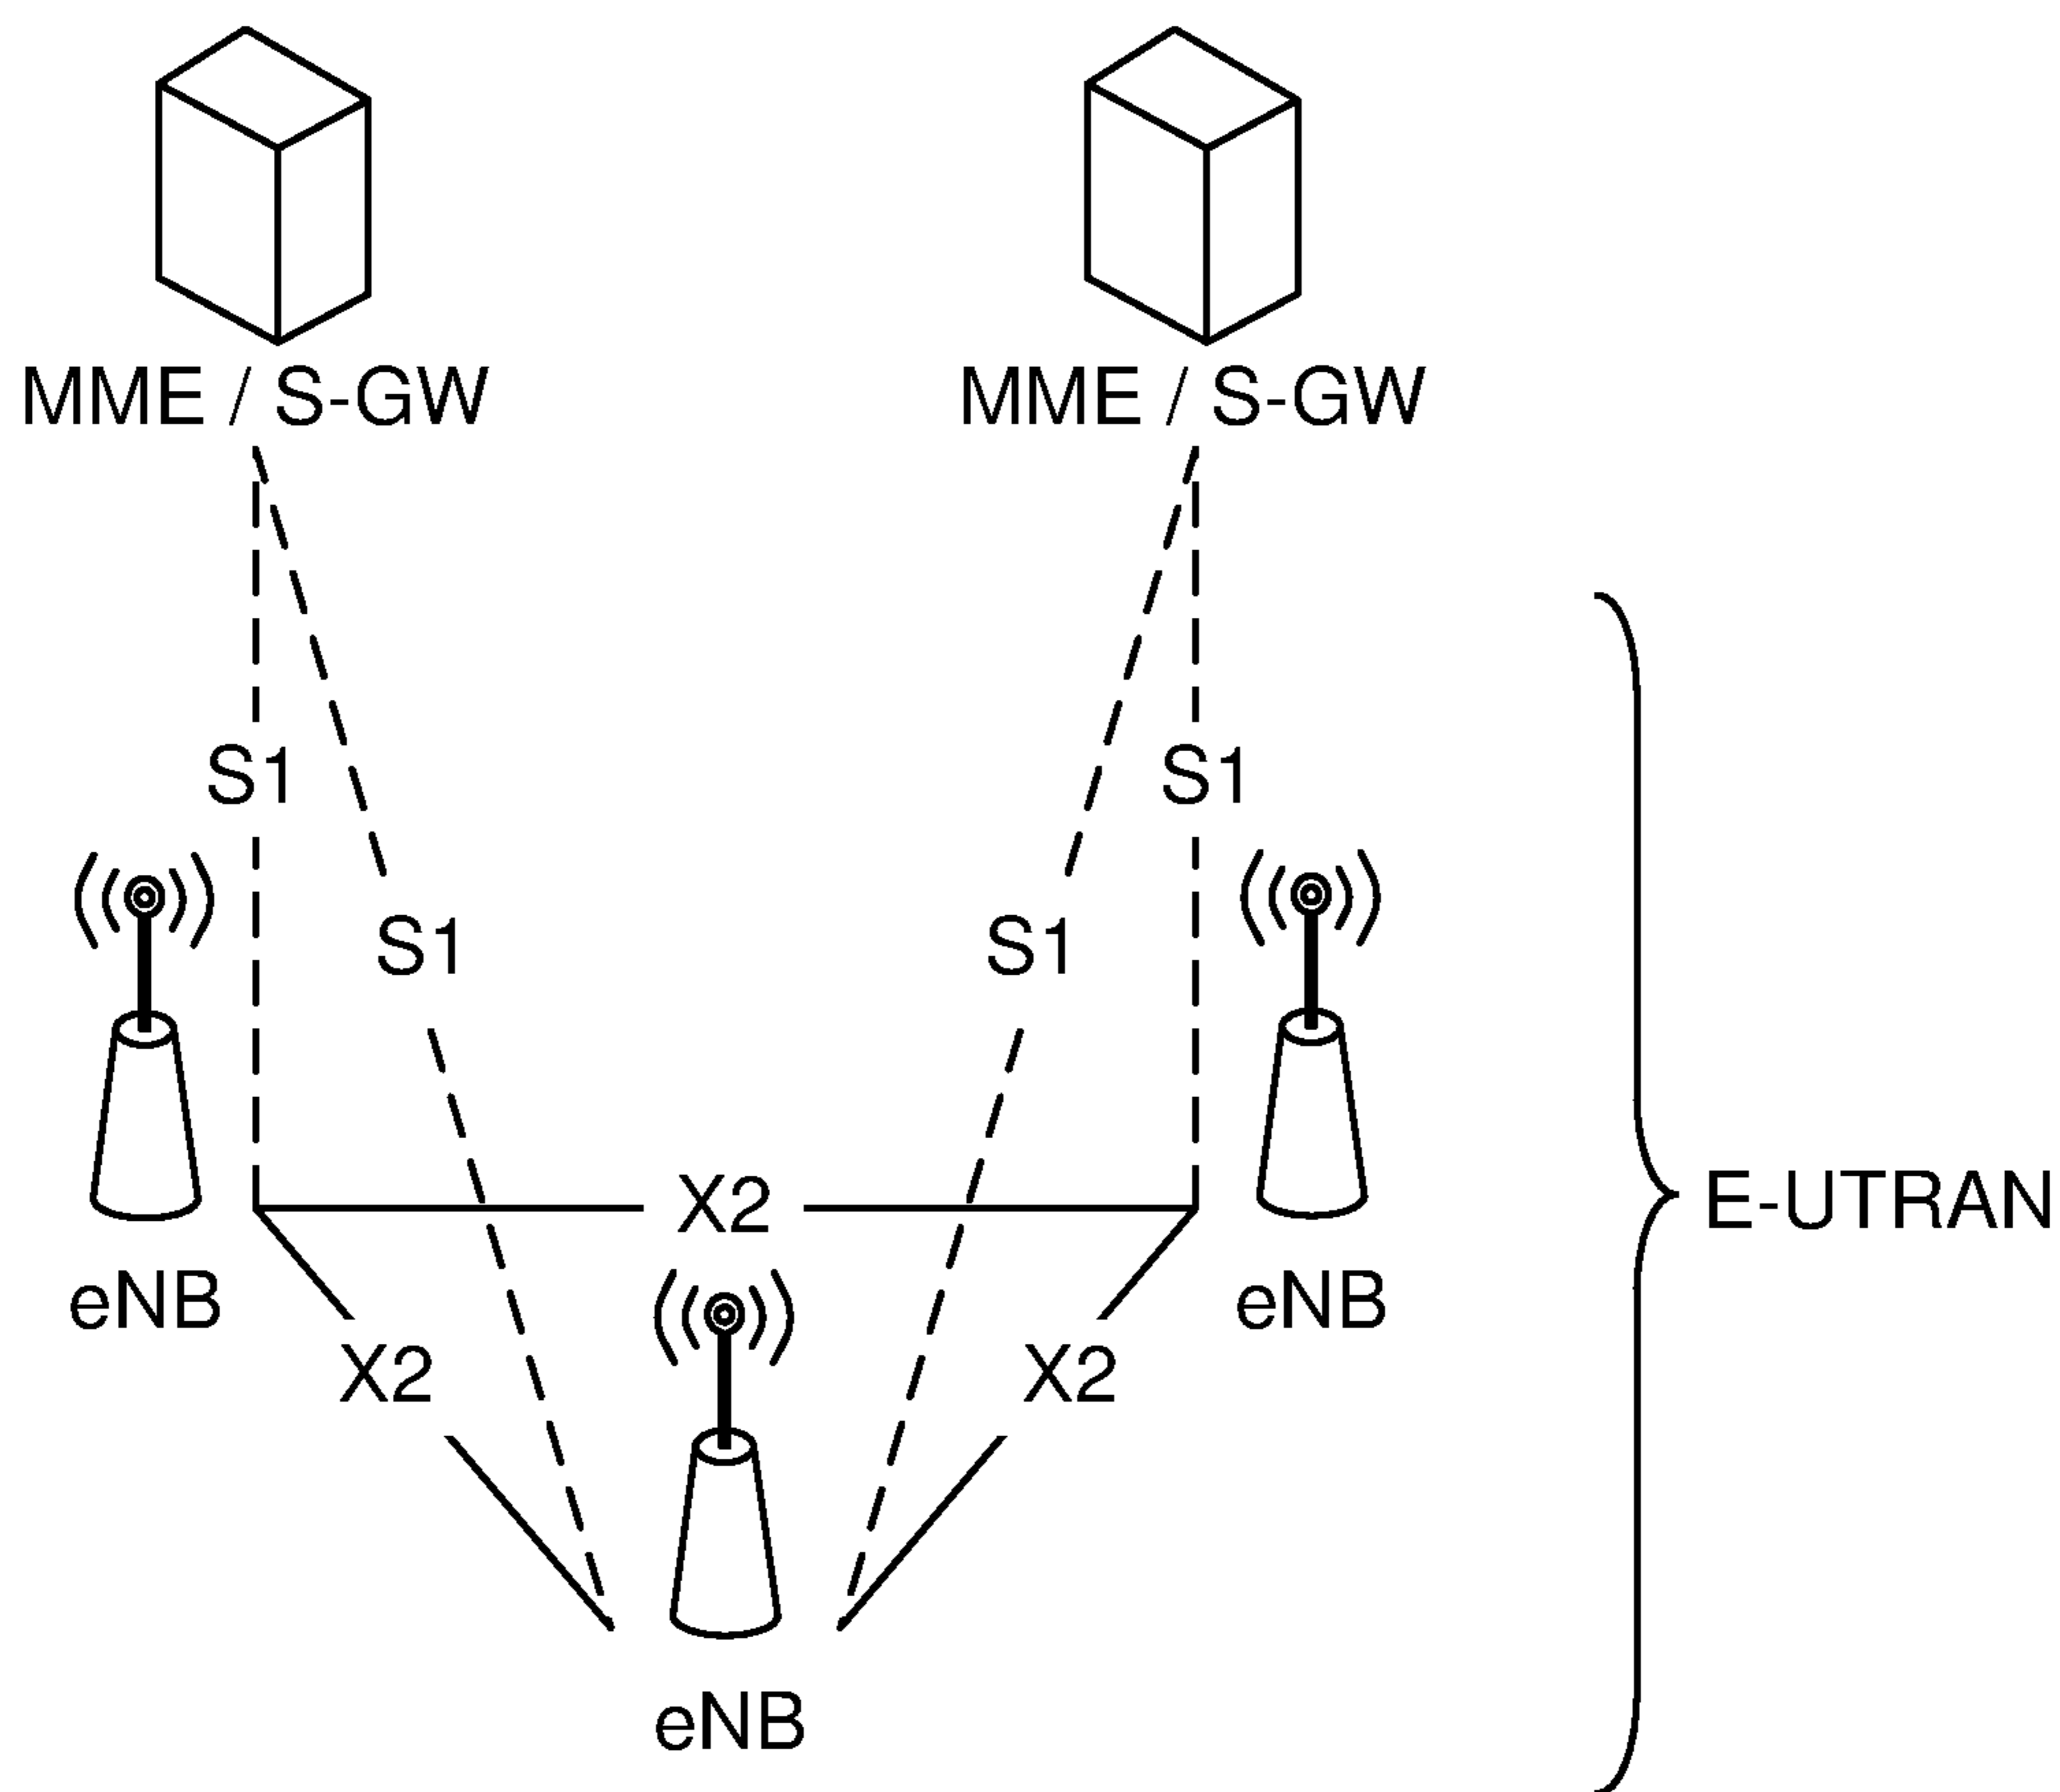 MME / S-GW
MME / S-GW
S1
S1
S1
S1
X2
E-UTRAN
eNB
eNB
X2
X2
eNB